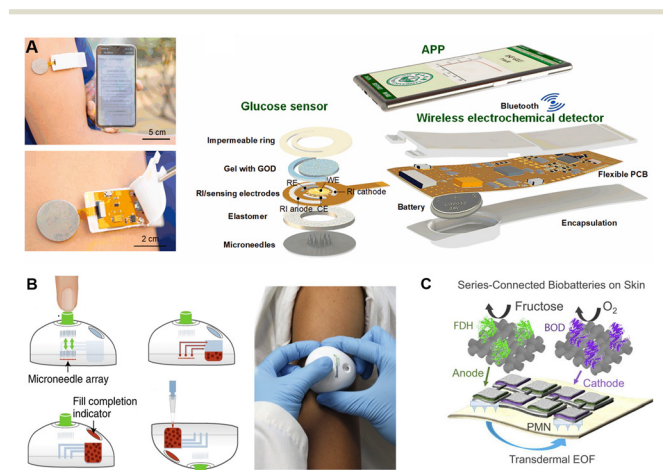 A
5 cm
2 cm
APP
Bluetooth
Glucose sensor
Wireless electrochemical detector
Impermeable ring
Gel with GOD
RE
WE
RI/sensing electrodes
RI cathode
RI anode
CE
Elastomer
Microneedles
Flexible PCB
Battery
Encapsulation
B
Microneedle array
Fill completion
indicator
C
Series-Connected Biobatteries on Skin
Fructose
O2
FDH
BOD
Anode
Cathode
PMN
Transdermal EOF